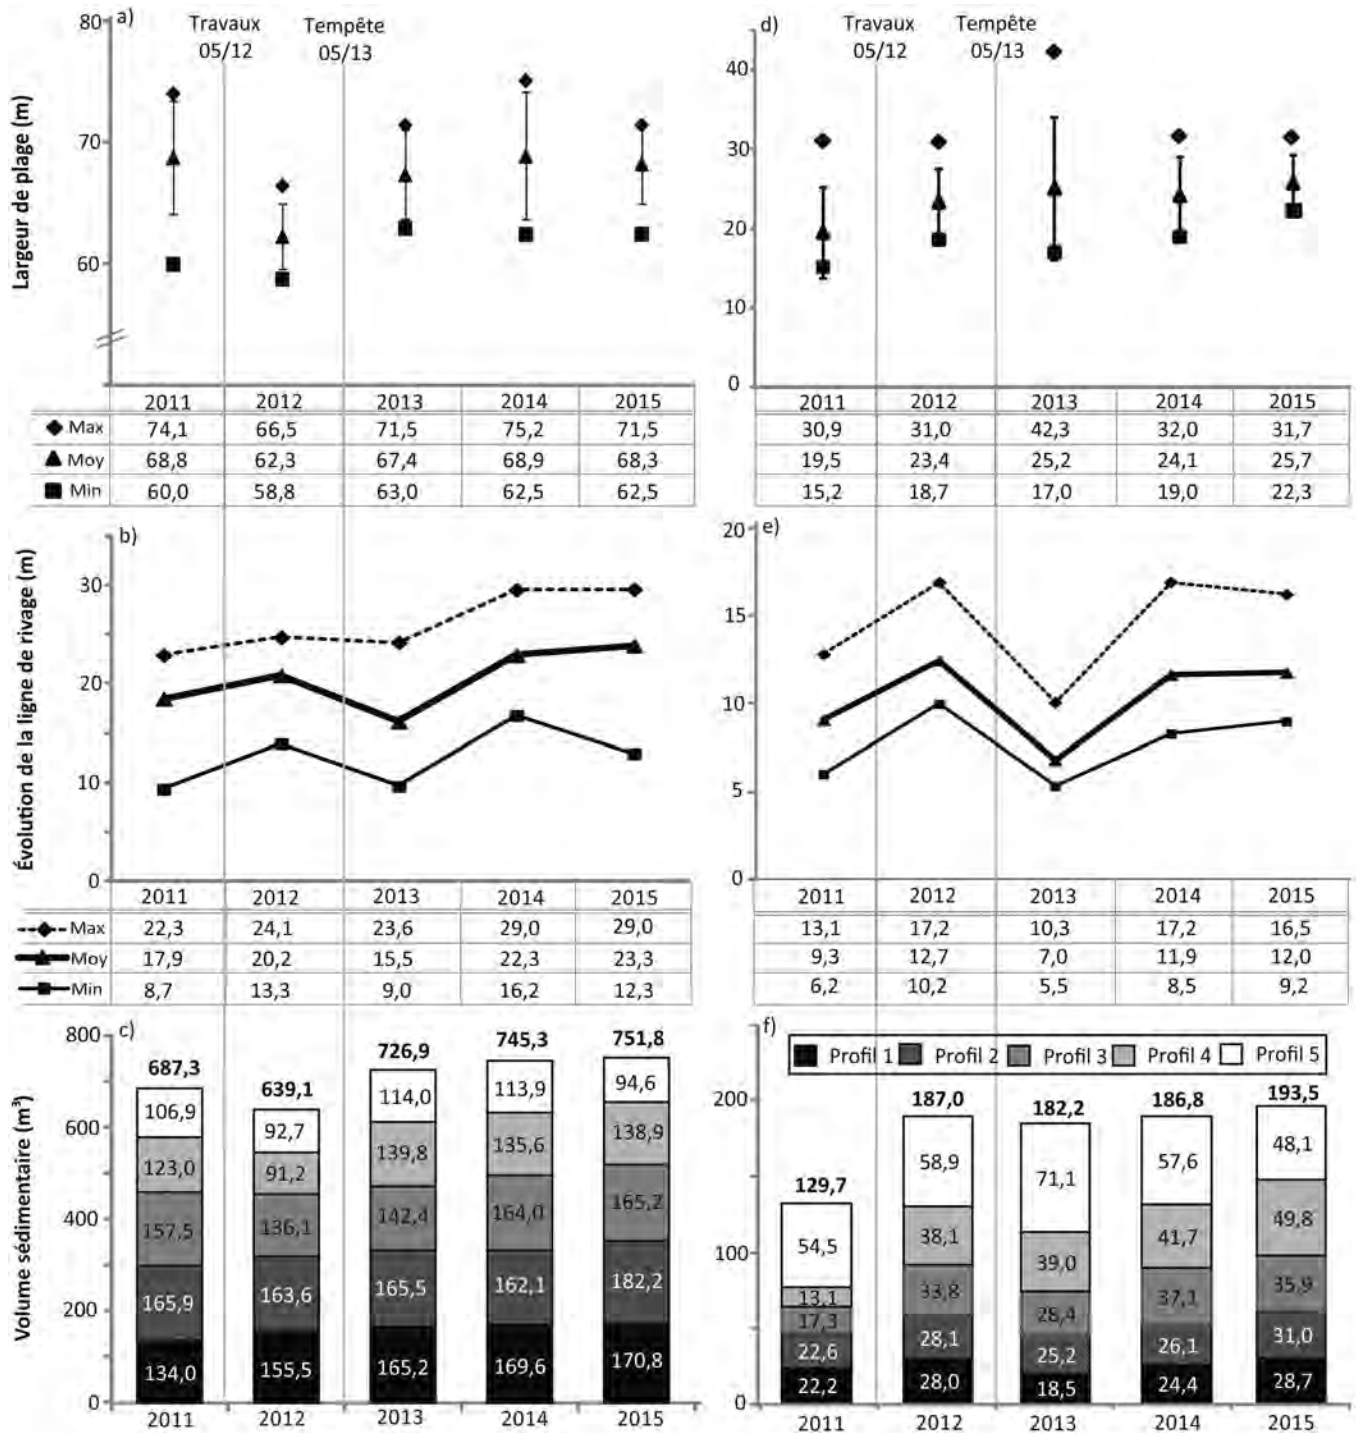 a)
Travaux
05/12
Tempête
05/13
80
70
60
Largeur de plage (m)
2011 2012 2013 2014 2015
Max 74,1 66,5 71,5 75,2 71,5
Moy 68,8 62,3 67,4 68,9 68,3
Min 60,0 58,8 63,0 62,5 62,5
d)
Travaux
05/12
Tempête
05/13
40
30
20
10
0
2011 2012 2013 2014 2015
30,9 31,0 42,3 32,0 31,7
19,5 23,4 25,2 24,1 25,7
15,2 18,7 17,0 19,0 22,3
b)
30
20
10
0
Évolution de la ligne de rivage (m)
2011 2012 2013 2014 2015
Max 22,3 24,1 23,6 29,0 29,0
Moy 17,9 20,2 15,5 22,3 23,3
Min 8,7 13,3 9,0 16,2 12,3
e)
20
15
10
5
0
2011 2012 2013 2014 2015
13,1 17,2 10,3 17,2 16,5
9,3 12,7 7,0 11,9 12,0
6,2 10,2 5,5 8,5 9,2
c)
800
600
400
200
0
Volume sédimentaire (m³)
687,3 639,1 726,9 745,3 751,8
106,9 92,7 114,0 113,9 94,6
123,0 91,2 139,8 135,6 138,9
157,5 136,1 142,4 164,0 165,2
165,9 163,6 165,5 162,1 182,2
134,0 155,5 165,2 169,6 170,8
2011 2012 2013 2014 2015
f)
Profil 1 Profil 2 Profil 3 Profil 4 Profil 5
200
100
0
129,7 187,0 182,2 186,8 193,5
54,5 58,9 71,1 57,6 48,1
13,1 38,1 39,0 41,7 49,8
17,3 33,8 28,4 37,1 35,9
22,6 28,1 25,2 26,1 31,0
22,2 28,0 18,5 24,4 28,7
2011 2012 2013 2014 2015